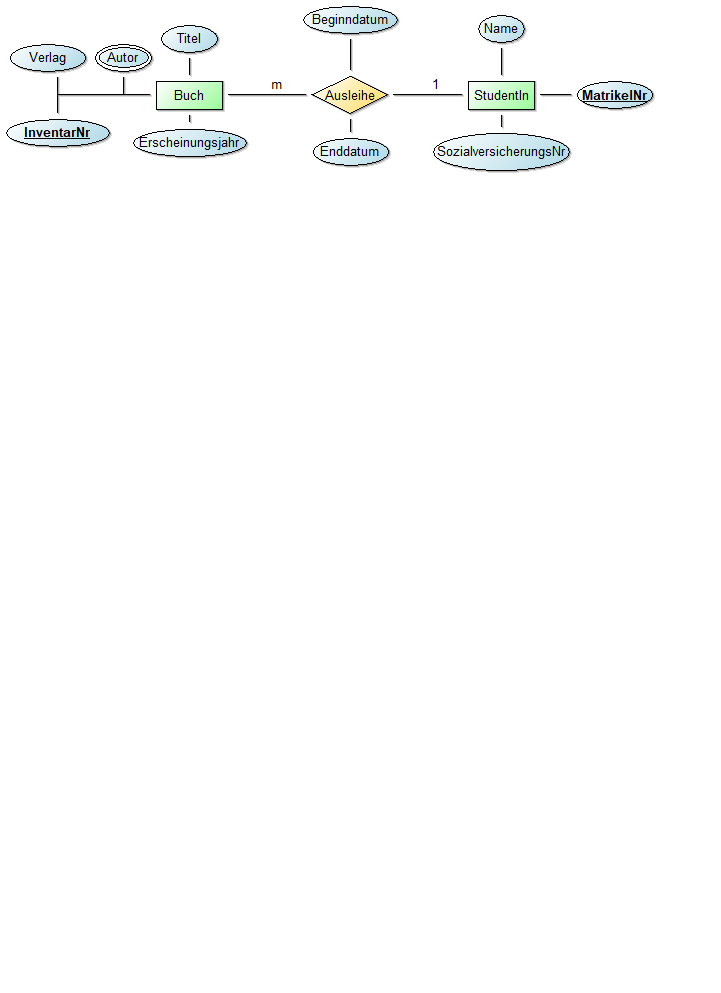 Beginndatum
Name
Titel
Verlag
Autor
m
1
Buch
Ausleihe
StudentIn
MatrikelNr
InventarNr
Erscheinungsjahr
Enddatum
SozialversicherungsNr